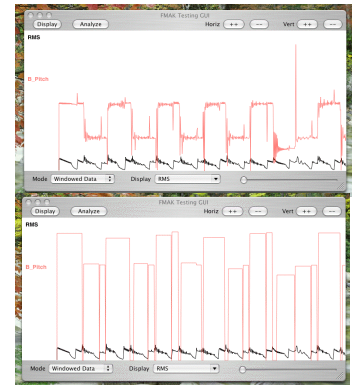 FMAK Testing GUI
Display Analyze Horiz ++ -- Vert ++ --
RMS
B_Pitch
Mode Windowed Data Display RMS
FMAK Testing GUI
Display Analyze Horiz ++ -- Vert ++ --
RMS
B_Pitch
Mode Windowed Data Display RMS